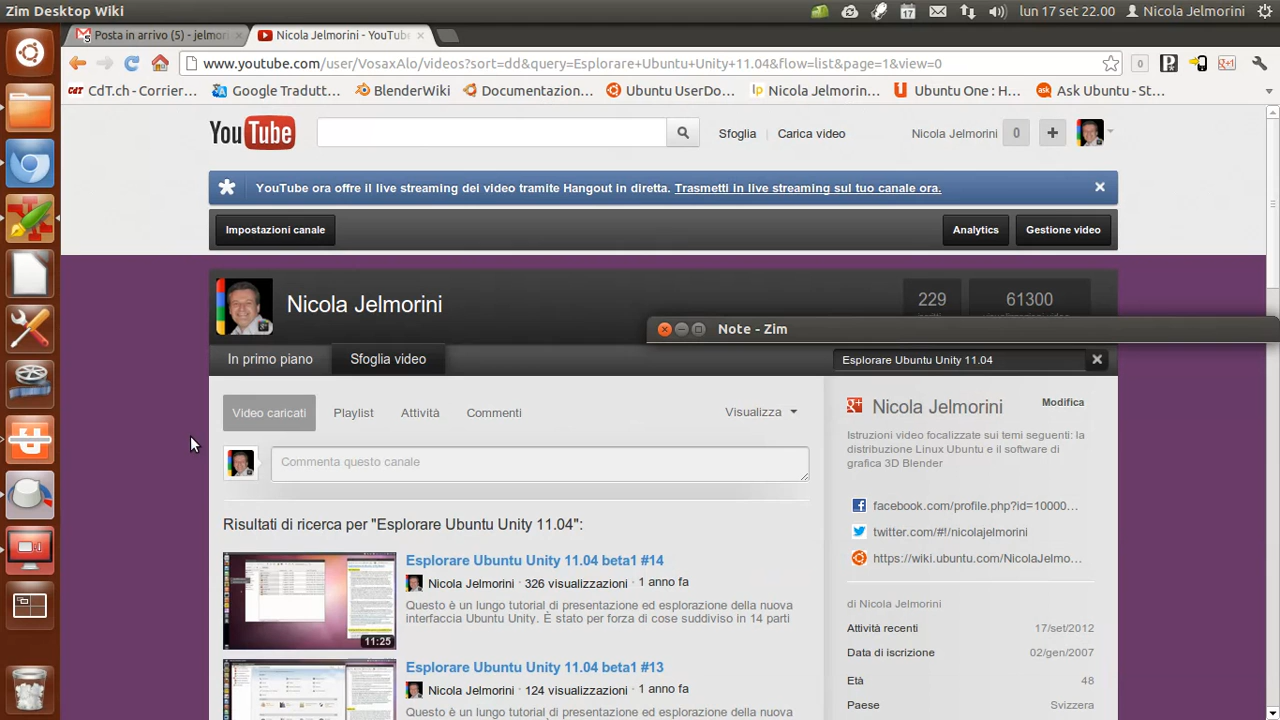 Zim Desktop Wiki
lun 17 set 22.00
Nicola Jelmorini
Posta in arrivo (5) - jelmori
Nicola Jelmorini - YouTube
www.youtube.com/user/VosaxAlo/videos?sort=dd&query=Esplorare+Ubuntu+Unity+11.04&flow=list&page=1&view=0
0
CdT.ch - Corrier...
Google Tradutt...
BlenderWiki
Documentazion...
Ubuntu UserDo...
Nicola Jelmorin...
Ubuntu One : H...
Ask Ubuntu - St...
YouTube
Sfoglia
Carica video
Nicola Jelmorini
0
YouTube ora offre il live streaming dei video tramite Hangout in diretta. Trasmetti in live streaming sul tuo canale ora.
Impostazioni canale
Analytics
Gestione video
Nicola Jelmorini
229
61300
Note - Zim
In primo piano
Sfoglia video
Esplorare Ubuntu Unity 11.04
Video caricati
Playlist
Attività
Commenti
Visualizza
Commenta questo canale
Risultati di ricerca per "Esplorare Ubuntu Unity 11.04":
Esplorare Ubuntu Unity 11.04 beta1 #14
Nicola Jelmorini · 326 visualizzazioni · 1 anno fa
Questo è un lungo tutorial di presentazione ed esplorazione della nuova
interfaccia Ubuntu Unity. È stato per forza di cose suddiviso in 14 parti
11:25
Esplorare Ubuntu Unity 11.04 beta1 #13
Nicola Jelmorini · 124 visualizzazioni · 1 anno fa
Questo è un lungo tutorial di presentazione ed esplorazione della nuova
Nicola Jelmorini
Modifica
Istruzioni video focalizzate sui temi seguenti: la
distribuzione Linux Ubuntu e il software di
grafica 3D Blender
facebook.com/profile.php?id=10000...
twitter.com/#!/nicolajelmorini
https://wiki.ubuntu.com/NicolaJelmo...
di Nicola Jelmorini
Attività recenti 17/set/2012
Data di iscrizione 02/gen/2007
Età 48
Paese Svizzera